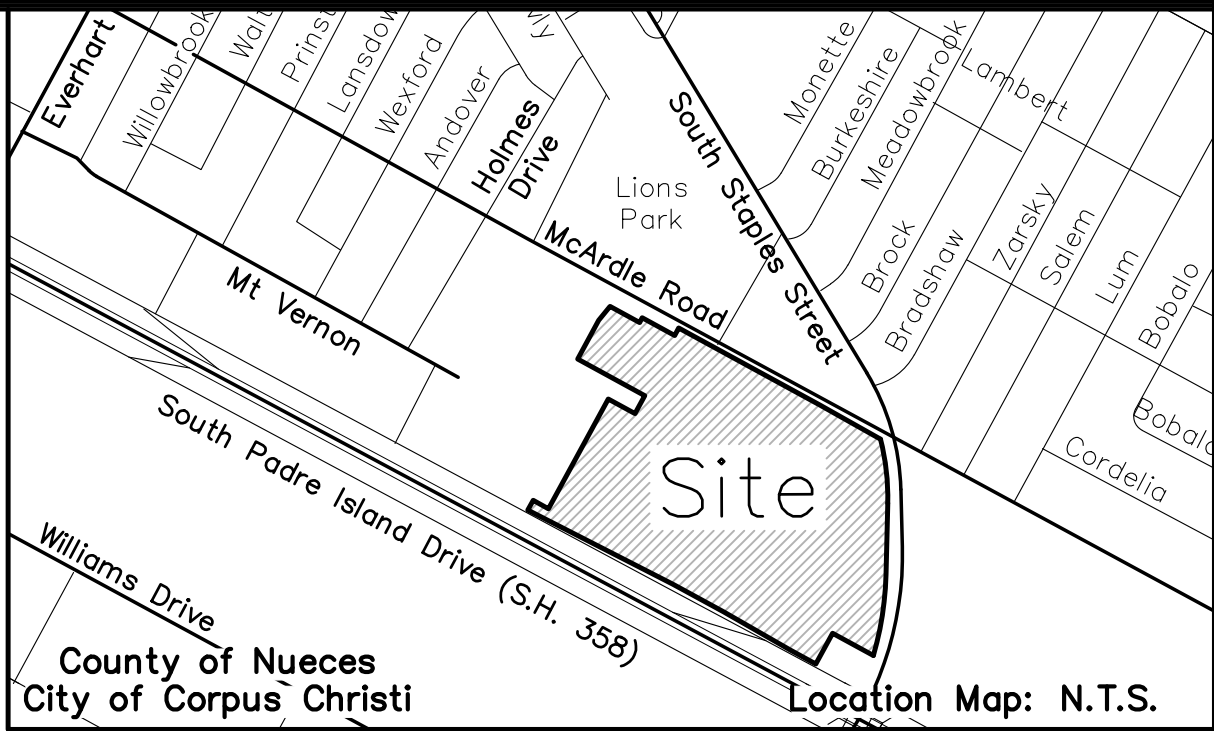 Everhart
Willowbrook
Walt
Prinst
Lansdow
Wexford
Andover
Holmes
Drive
wly
Lions
Park
McArdle Road
South Staples Street
Monette
Burkeshire
Meadowbrook
Lambert
Brock
Bradshaw
Zarsky
Salem
Lum
Bobalo
Bobalo
Cordelia
Mt Vernon
Site
South Padre Island Drive (S.H. 358)
Williams Drive
County of Nueces
City of Corpus Christi
Location Map: N.T.S.